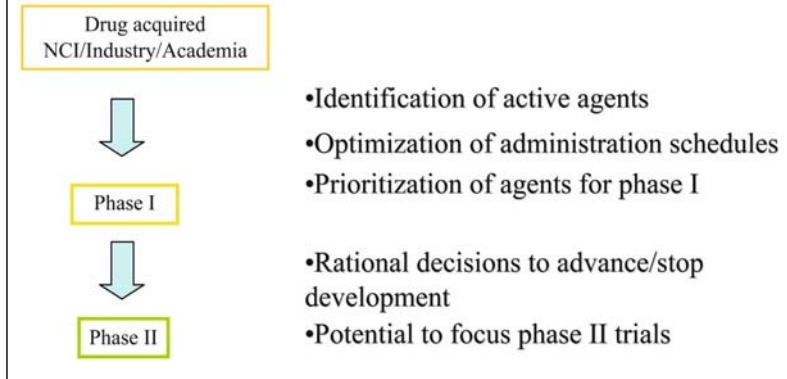 Drug acquired
NCI/Industry/Academia
•Identification of active agents
•Optimization of administration schedules
•Prioritization of agents for phase I
Phase I
•Rational decisions to advance/stop
development
•Potential to focus phase II trials
Phase II